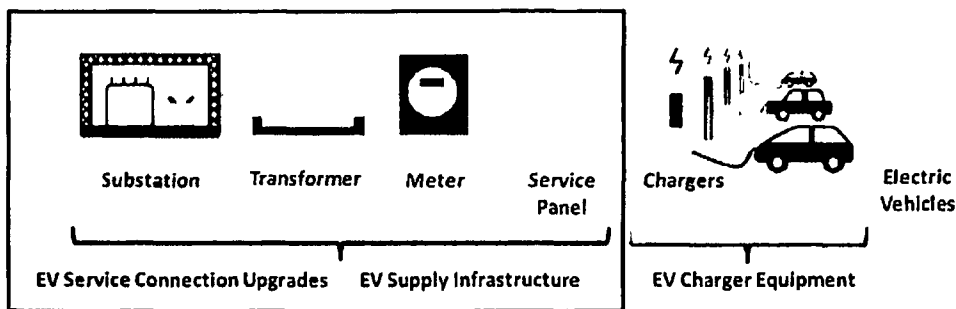 Substation Transformer Meter Service Panel Chargers Electric Vehicles
EV Service Connection Upgrades EV Supply Infrastructure EV Charger Equipment